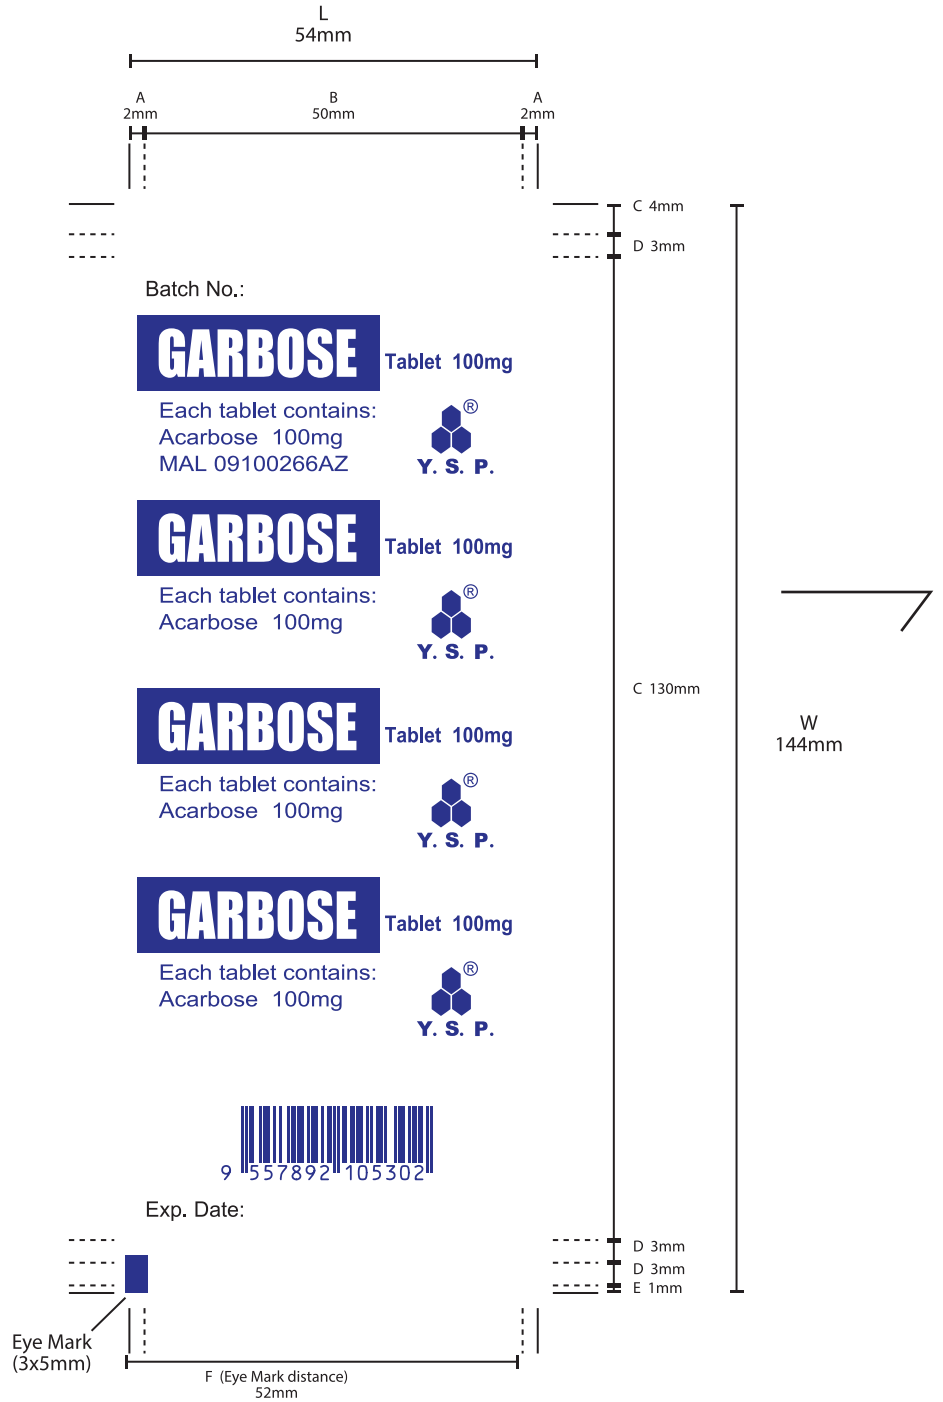 L
54mm
A B A
2mm 50mm 2mm
C 4mm
D 3mm
Batch No.:
GARBOSE Tablet 100mg
Each tablet contains:
Acarbose 100mg
MAL 09100266AZ
®
Y. S. P.
GARBOSE Tablet 100mg
Each tablet contains:
Acarbose 100mg
®
Y. S. P.
C 130mm
W
144mm
GARBOSE Tablet 100mg
Each tablet contains:
Acarbose 100mg
®
Y. S. P.
GARBOSE Tablet 100mg
Each tablet contains:
Acarbose 100mg
®
Y. S. P.
9 557892 105302
Exp. Date:
D 3mm
D 3mm
E 1mm
Eye Mark
(3x5mm)
F (Eye Mark distance)
52mm